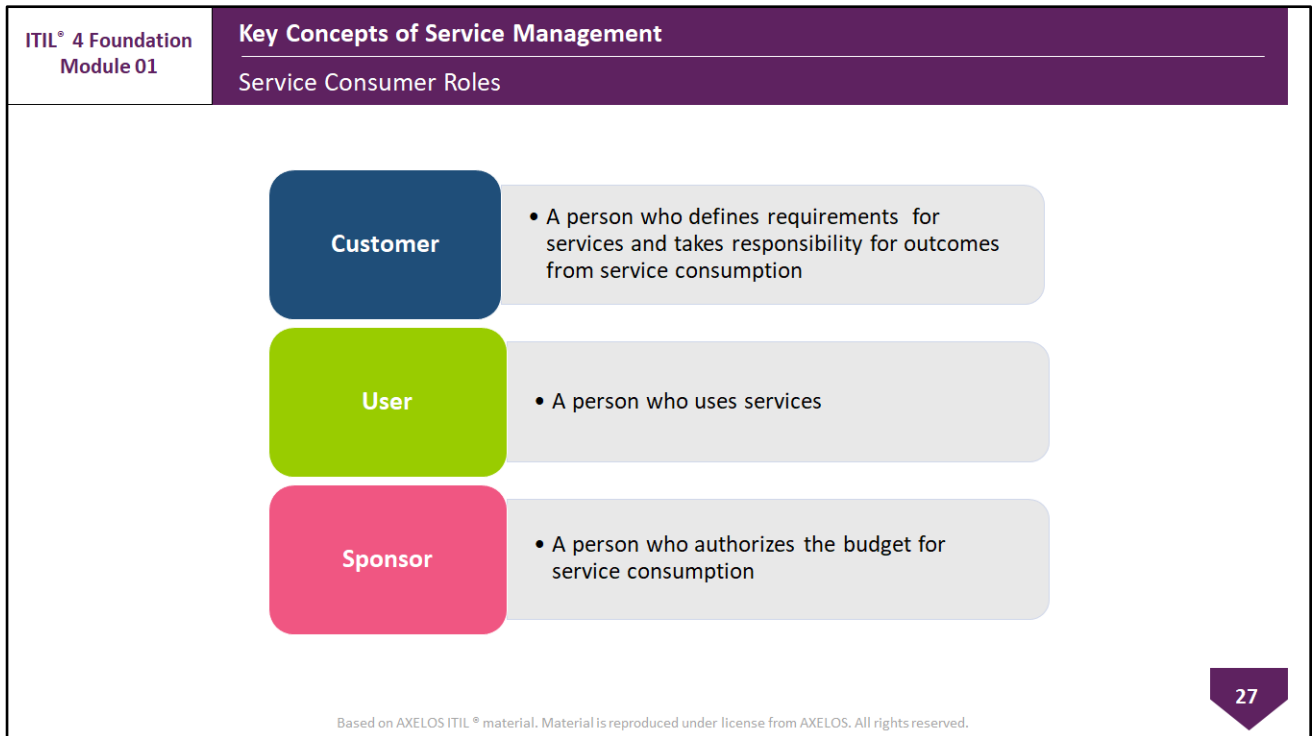 ITIL® 4 Foundation
Module 01
Key Concepts of Service Management
Service Consumer Roles
Customer
• A person who defines requirements for
services and takes responsibility for outcomes
from service consumption
User
• A person who uses services
Sponsor
• A person who authorizes the budget for
service consumption
27
Based on AXELOS ITIL ® material. Material is reproduced under license from AXELOS. All rights reserved.